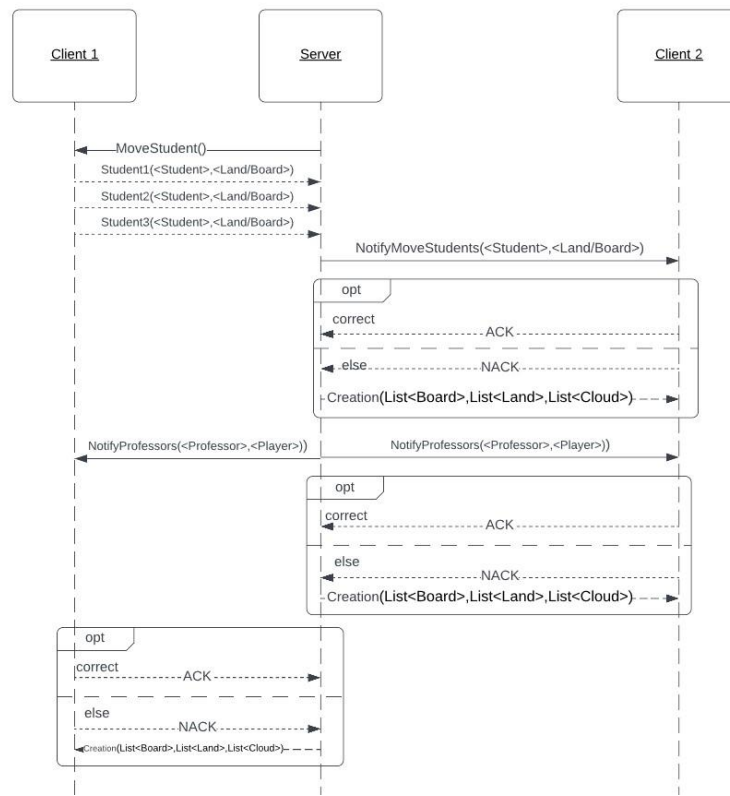 Client 1
Server
Client 2
MoveStudent()
Student1(<Student>,<Land/Board>)
Student2(<Student>,<Land/Board>)
Student3(<Student>,<Land/Board>)
NotifyMoveStudents(<Student>,<Land/Board>)
opt
correct
ACK
else
NACK
Creation(List<Board>,List<Land>,List<Cloud>)
NotifyProfessors(<Professor>,<Player>))
NotifyProfessors(<Professor>,<Player>))
opt
correct
ACK
else
NACK
Creation(List<Board>,List<Land>,List<Cloud>)
opt
correct
ACK
else
NACK
Creation(List<Board>,List<Land>,List<Cloud>)